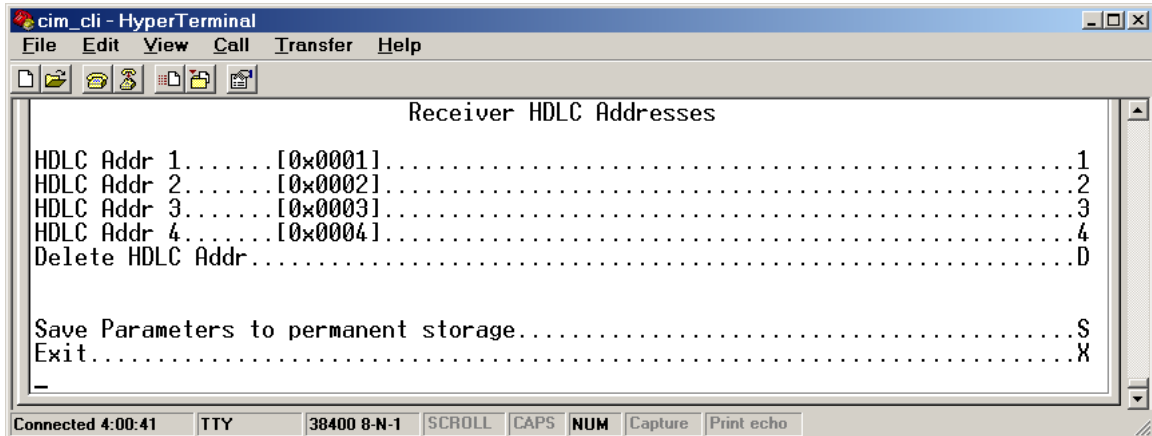 cim_cli - HyperTerminal
File Edit View Call Transfer Help
Receiver HDLC Addresses
HDLC Addr 1.......[0x0001]....................................................1
HDLC Addr 2.......[0x0002]....................................................2
HDLC Addr 3.......[0x0003]....................................................3
HDLC Addr 4.......[0x0004]....................................................4
Delete HDLC Addr..............................................................D
Save Parameters to permanent storage..........................................S
Exit..........................................................................X
_
Connected 4:00:41 TTY 38400 8-N-1 SCROLL CAPS NUM Capture Print echo